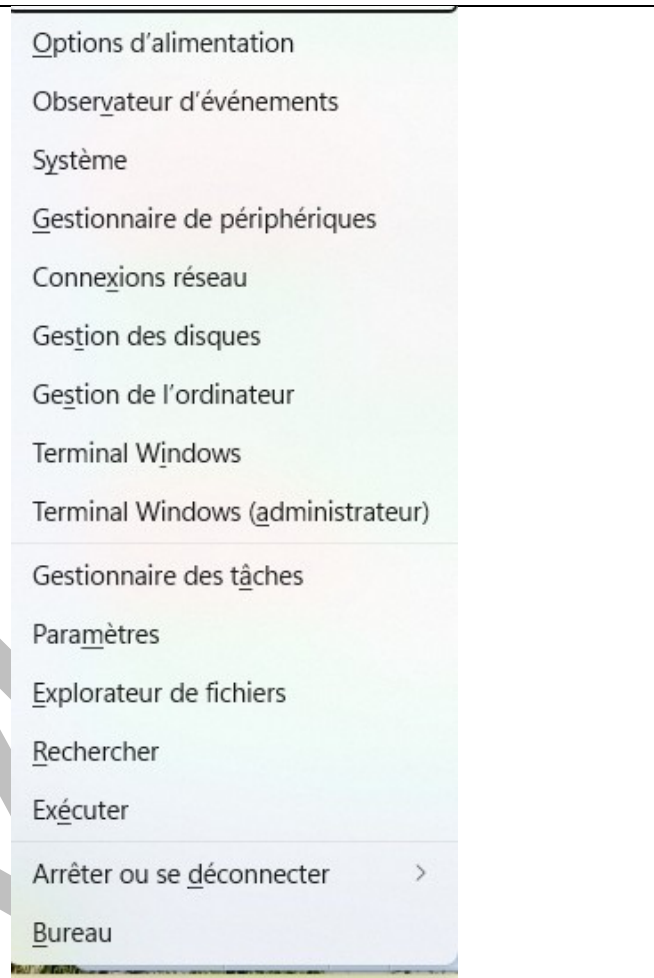 Options d’alimentation
Observateur d’événements
Système
Gestionnaire de périphériques
Connexions réseau
Gestion des disques
Gestion de l’ordinateur
Terminal Windows
Terminal Windows (administrateur)
Gestionnaire des tâches
Paramètres
Explorateur de fichiers
Rechercher
Exécuter
Arrêter ou se déconnecter
Bureau